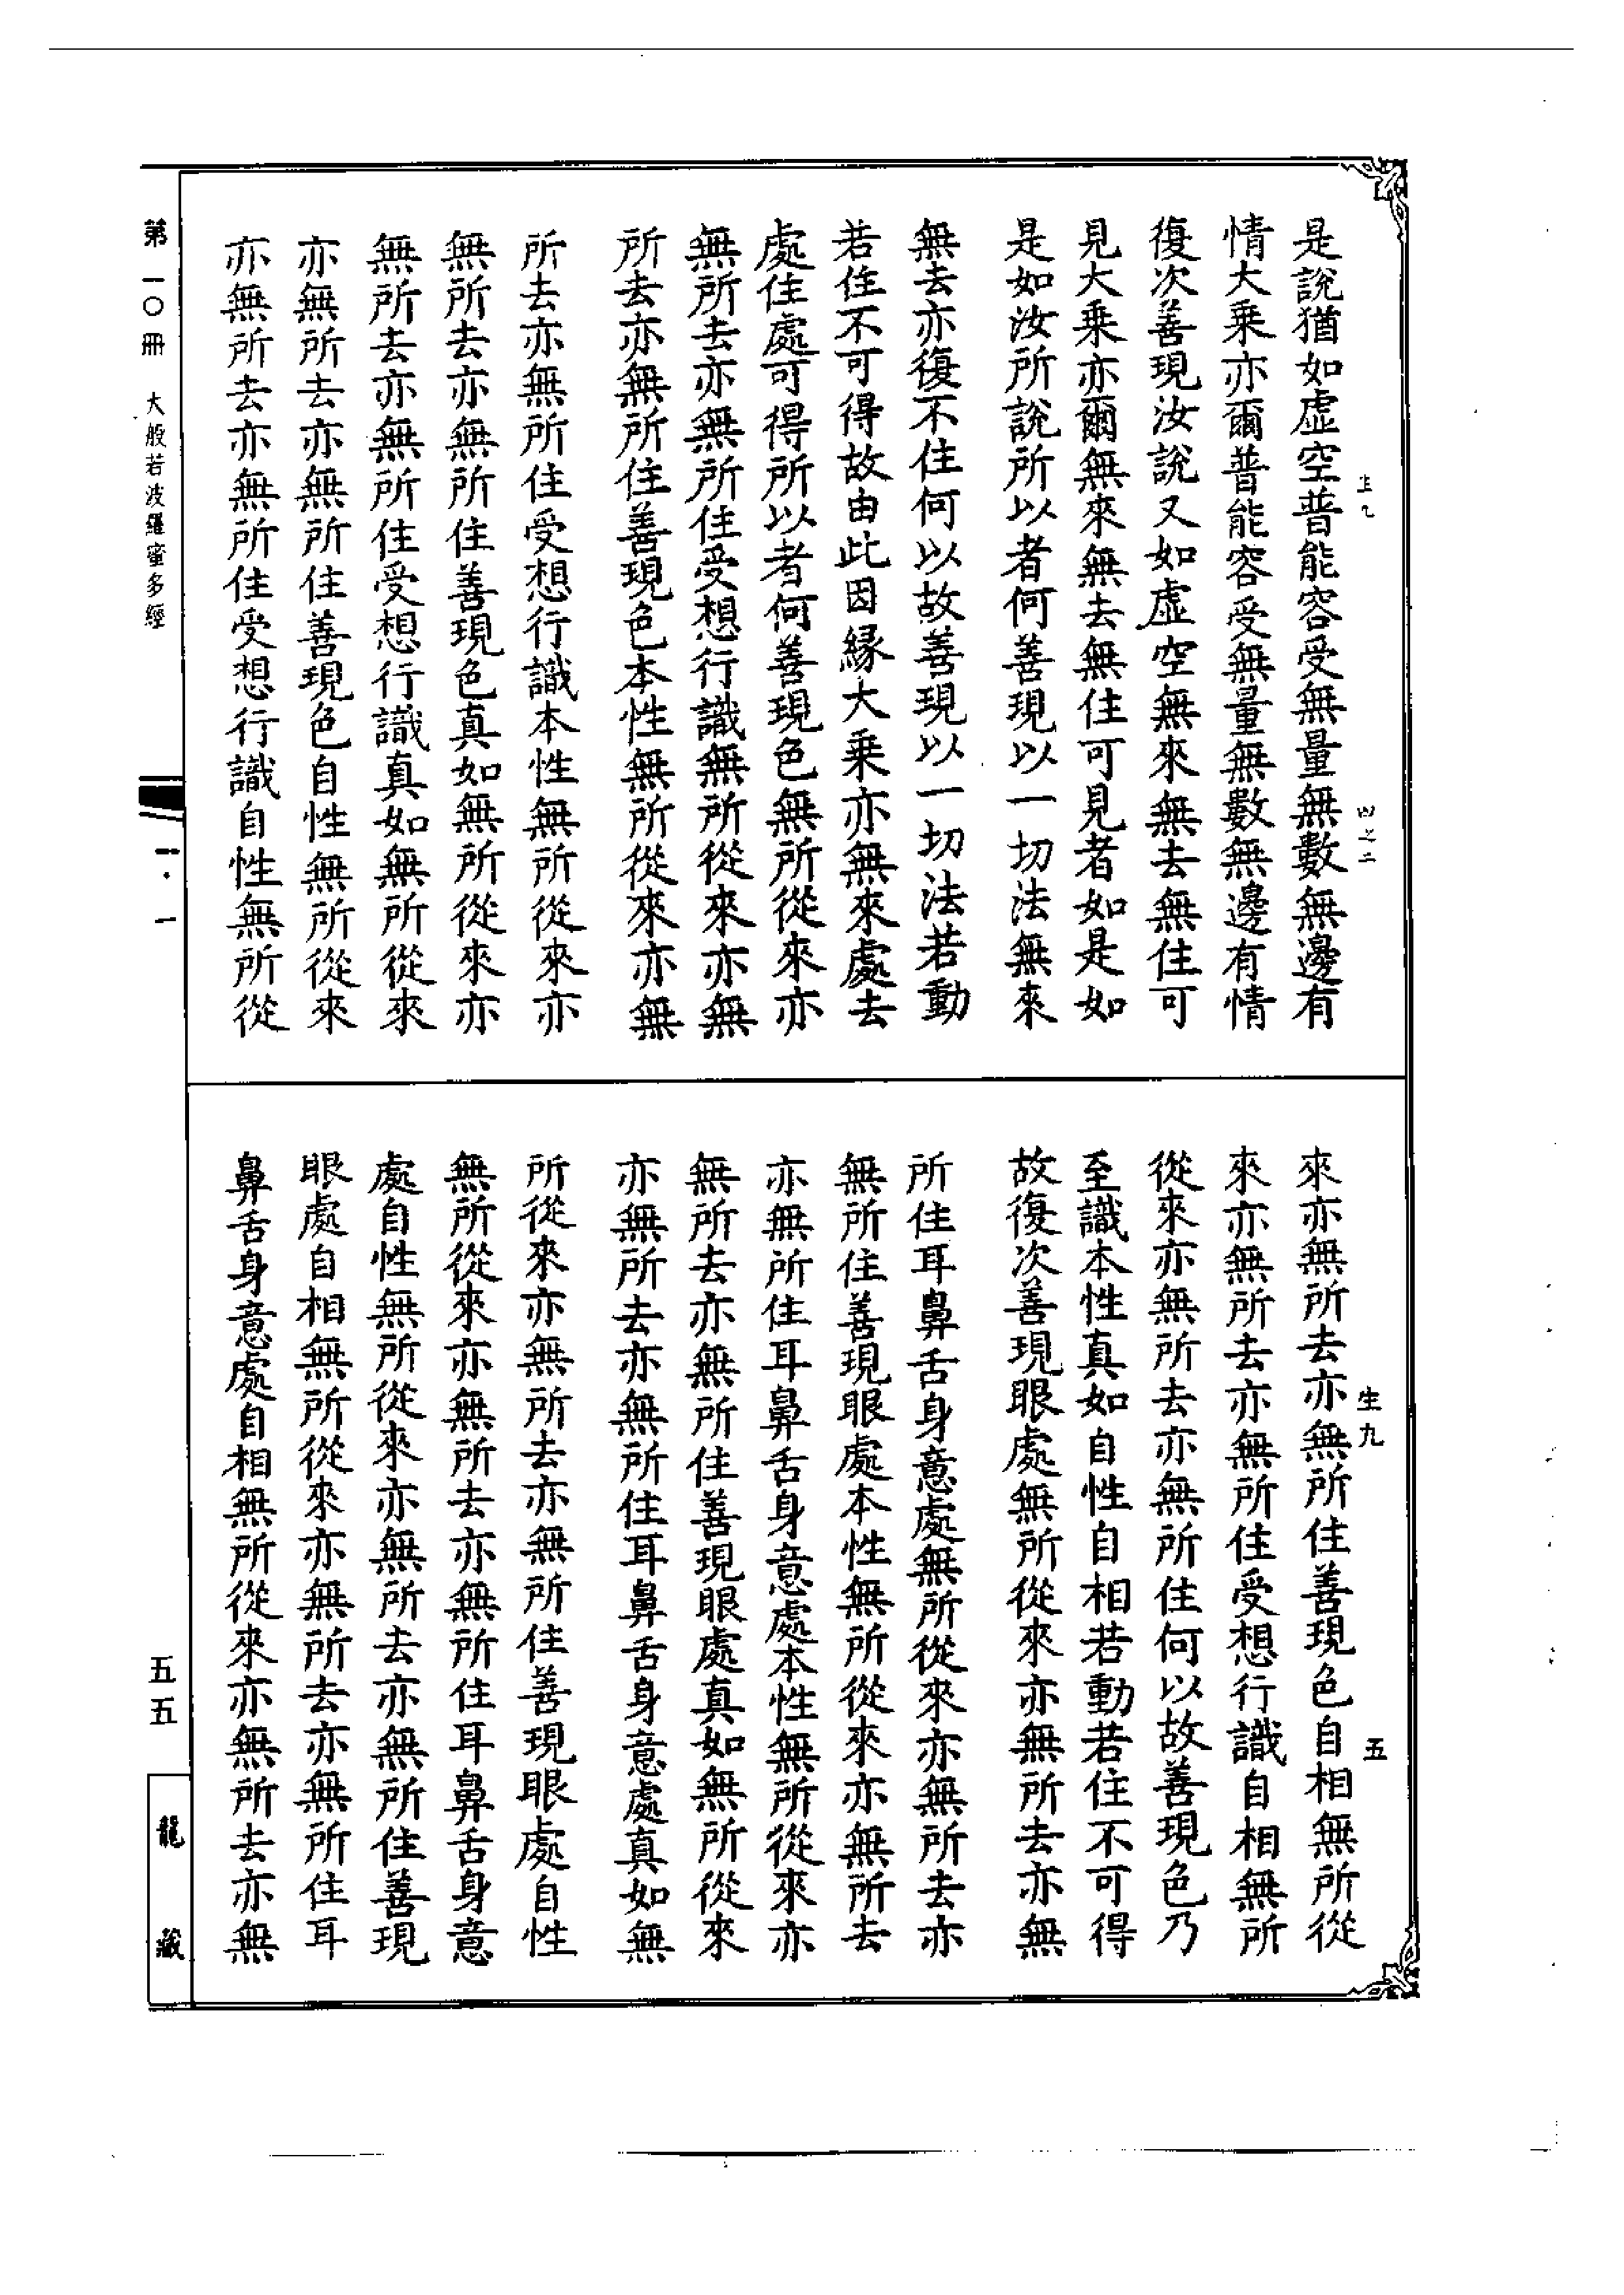 是說猶如虛空普能容受無量無數無邊有
情大乘亦爾普能容受無量無數無邊有情
復次善現汝說又如虛空無來無去無住可
見大乘亦爾無來無去無住可見者如是如
是如汝所說所以者何善現以一切法無來
無去亦復不住何以故善現以一切法若動
若住不可得故由此因緣大乘亦無來處去
處住處可得所以者何善現色無所從來亦
無所去亦無所住受想行識無所從來亦無
所去亦無所住善現色本性無所從來亦無
所去亦無所住受想行識本性無所從來亦
無所去亦無所住善現色真如無所從來亦
無所去亦無所住受想行識真如無所從來
亦無所去亦無所住善現色自性無所從來
亦無所去亦無所住受想行識自性無所從
生九 四之二
來亦無所去亦無所住善現色自相無所從
來亦無所去亦無所住受想行識自相無所
從來亦無所去亦無所住何以故善現色乃
至識本性真如自性自相若動若住不可得
故復次善現眼處無所從來亦無所去亦無
所住耳鼻舌身意處無所從來亦無所去亦
無所住善現眼處本性無所從來亦無所去
亦無所住耳鼻舌身意處本性無所從來亦
無所去亦無所住善現眼處真如無所從來
亦無所去亦無所住耳鼻舌身意處真如無
所從來亦無所去亦無所住善現眼處自性
無所從來亦無所去亦無所住耳鼻舌身意
處自性無所從來亦無所去亦無所住善現
眼處自相無所從來亦無所去亦無所住耳
鼻舌身意處自相無所從來亦無所去亦無
生九 五
第一〇冊 大般若波羅蜜多經
一·一
五五
龍藏